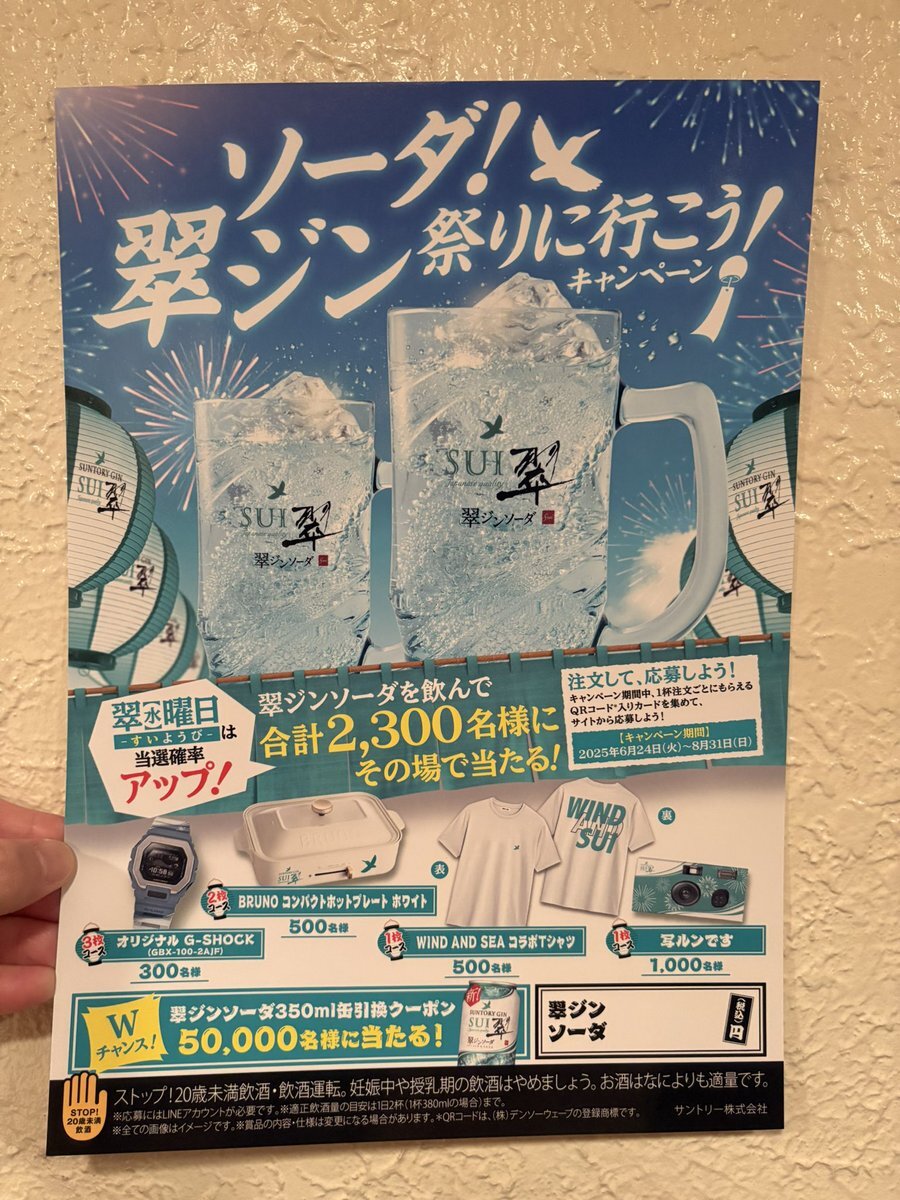 ソーダ!
翠ジン祭りに行こう!
キャンペーン
SUNTORY GIN
SUI 翠
SUI 翠
Japanese quality
翠ジンソーダ
SUI 翠
Japanese quality
翠ジンソーダ
SUNTORY GIN
SUI 翠
翠(水)曜日は
-すいようび-
当選確率
アップ!
翠ジンソーダを飲んで
合計2,300名様に
その場で当たる!
注文して、応募しよう!
キャンペーン期間中、1杯注文ごとにもらえる
QRコード*入りカードを集めて、
サイトから応募しよう!
【キャンペーン期間】
2025年6月24日(火)~8月31日(日)
3枚コース
オリジナル G-SHOCK
(GBX-100-2AJF)
300名様
SUI 翠
2枚コース
BRUNO コンパクトホットプレート ホワイト
500名様
表
WIND
AND
SUI
裏
1枚コース
WIND AND SEA コラボTシャツ
500名様
1枚コース
写ルンです
1,000名様
Wチャンス!
翠ジンソーダ350ml缶引換クーポン
50,000名様に当たる!
新!
SUNTORY GIN
SUI 翠
翠ジンソーダ
翠ジン
ソーダ
(税込)円
STOP!
20歳未満
飲酒
ストップ!20歳未満飲酒・飲酒運転。妊娠中や授乳期の飲酒はやめましょう。お酒はなによりも適量です。
※応募にはLINEアカウントが必要です。※適正飲酒量の目安は1日2杯(1杯380mlの場合)まで。
※全ての画像はイメージです。※賞品の内容・仕様は変更になる場合があります。*QRコードは、(株)デンソーウェーブの登録商標です。
サントリー株式会社